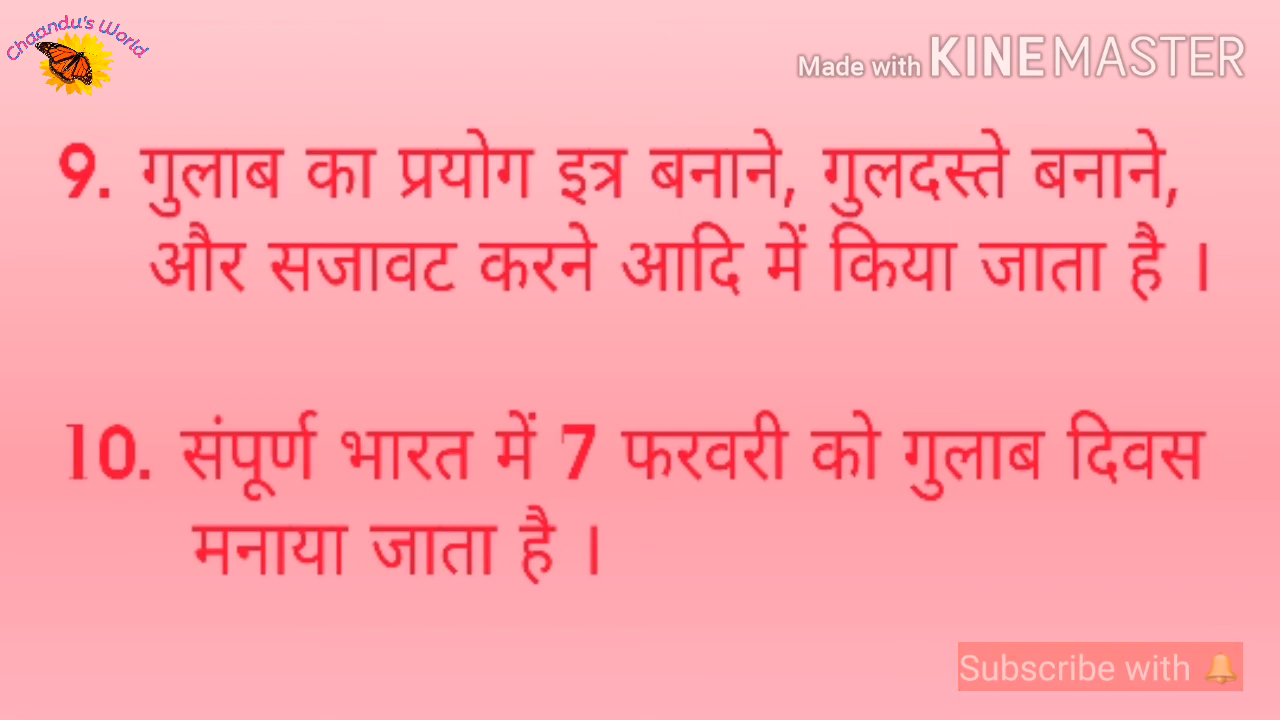 Chaandu's World
Made with KINEMASTER
9. गुलाब का प्रयोग इत्र बनाने, गुलदस्ते बनाने,
और सजावट करने आदि में किया जाता है ।
10. संपूर्ण भारत में 7 फरवरी को गुलाब दिवस
मनाया जाता है ।
Subscribe with 🔔